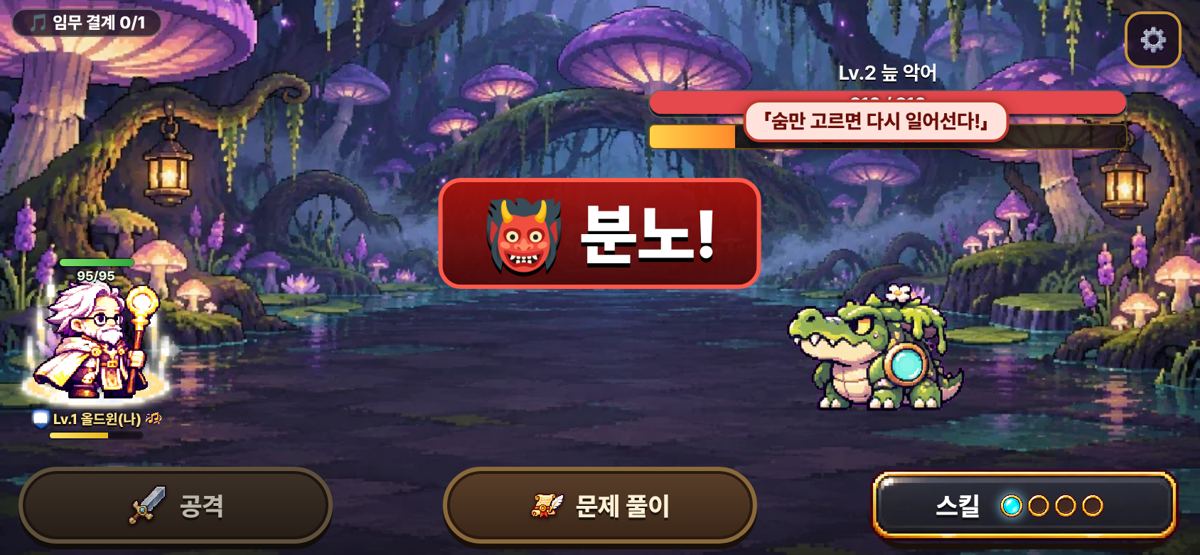 임무 결계 0/1
Lv.2 늪 악어
「숨만 고르면 다시 일어선다!」
분노!
95/95
Lv.1 올드윈(나)
공격
문제 풀이
스킬